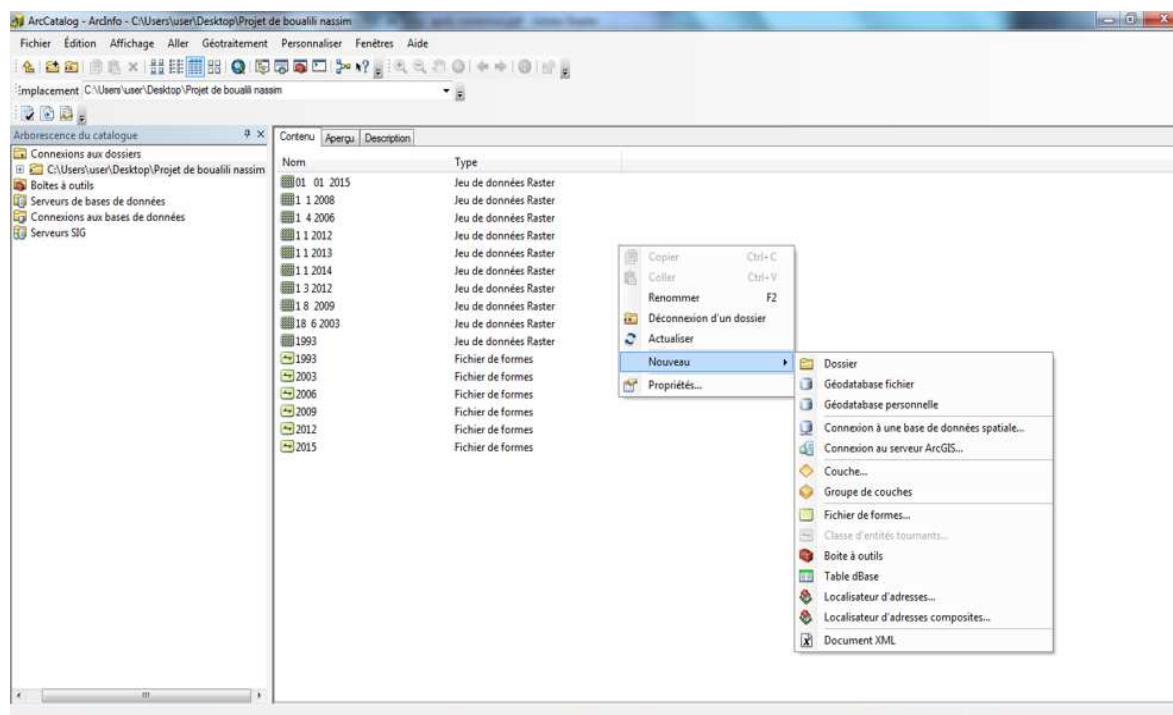 ArcCatalog - ArcInfo - C:\Users\user\Desktop\Projet de boualili nassim
Fichier Édition Affichage Aller Géotraitement Personnaliser Fenêtres Aide
Emplacement C:\Users\user\Desktop\Projet de boualili nassim
Arborescence du catalogue
Connexions aux dossiers
C:\Users\user\Desktop\Projet de boualili nassim
Boîtes à outils
Serveurs de bases de données
Connexions aux bases de données
Serveurs SIG
Contenu Aperçu Description
Nom Type
01 01 2015 Jeu de données Raster
1 1 2008 Jeu de données Raster
1 4 2006 Jeu de données Raster
1 1 2012 Jeu de données Raster
1 1 2013 Jeu de données Raster
1 1 2014 Jeu de données Raster
1 3 2012 Jeu de données Raster
1 8 2009 Jeu de données Raster
18 6 2003 Jeu de données Raster
1993 Jeu de données Raster
1993 Fichier de formes
2003 Fichier de formes
2006 Fichier de formes
2009 Fichier de formes
2012 Fichier de formes
2015 Fichier de formes
Copier Ctrl+C
Coller Ctrl+V
Renommer F2
Déconnexion d'un dossier
Actualiser
Nouveau
Propriétés...
Dossier
Géodatabase fichier
Géodatabase personnelle
Connexion à une base de données spatiale...
Connexion au serveur ArcGIS...
Couche...
Groupe de couches
Fichier de formes...
Classe d'entités tournants...
Boite à outils
Table dBase
Localisateur d'adresses...
Localisateur d'adresses composites...
Document XML